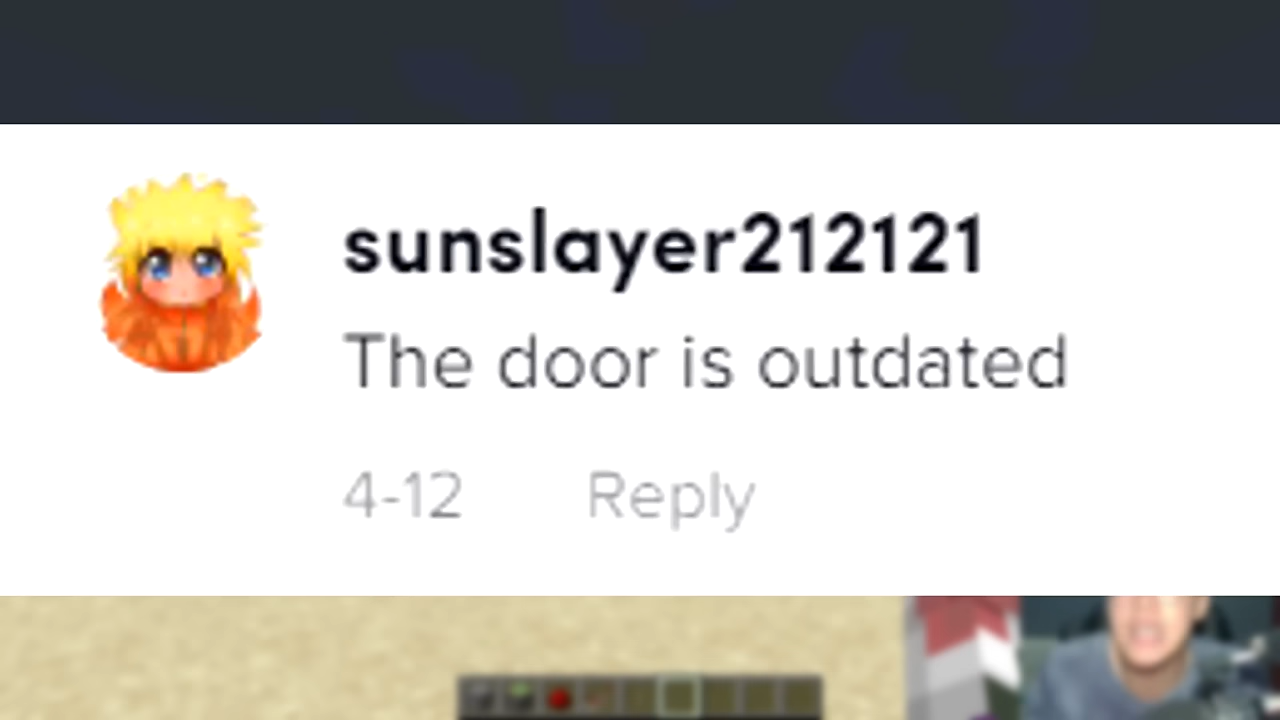 sunslayer212121
The door is outdated
4-12 Reply